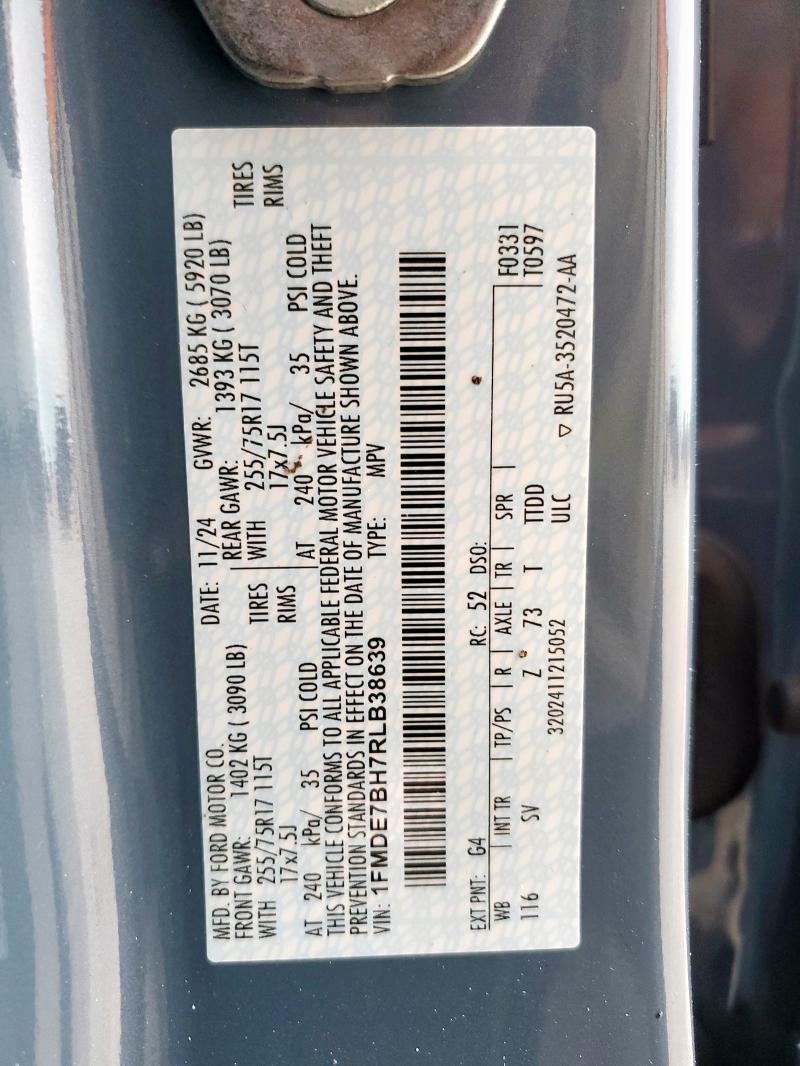 MFD. BY FORD MOTOR CO. DATE: 11/24 GVWR: 2685 KG ( 5920 LB)
FRONT GAWR: 1402 KG ( 3090 LB) REAR GAWR: 1393 KG ( 3070 LB)
WITH 255/75R17 115T TIRES WITH 255/75R17 115T TIRES
17x7.5J RIMS 17x7.5J RIMS
AT 240 kPa/ 35 PSI COLD AT 240 kPa/ 35 PSI COLD
THIS VEHICLE CONFORMS TO ALL APPLICABLE FEDERAL MOTOR VEHICLE SAFETY AND THEFT
PREVENTION STANDARDS IN EFFECT ON THE DATE OF MANUFACTURE SHOWN ABOVE.
VIN: 1FMDE7BH7RLB38639 TYPE: MPV
EXT PNT: G4 RC: 52 DSO: F0331
WB INT TR TP/PS R AXLE TR SPR T0597
116 SV Z 73 T TTDD
3202411215052 ULC ▽ RU5A-3520472-AA